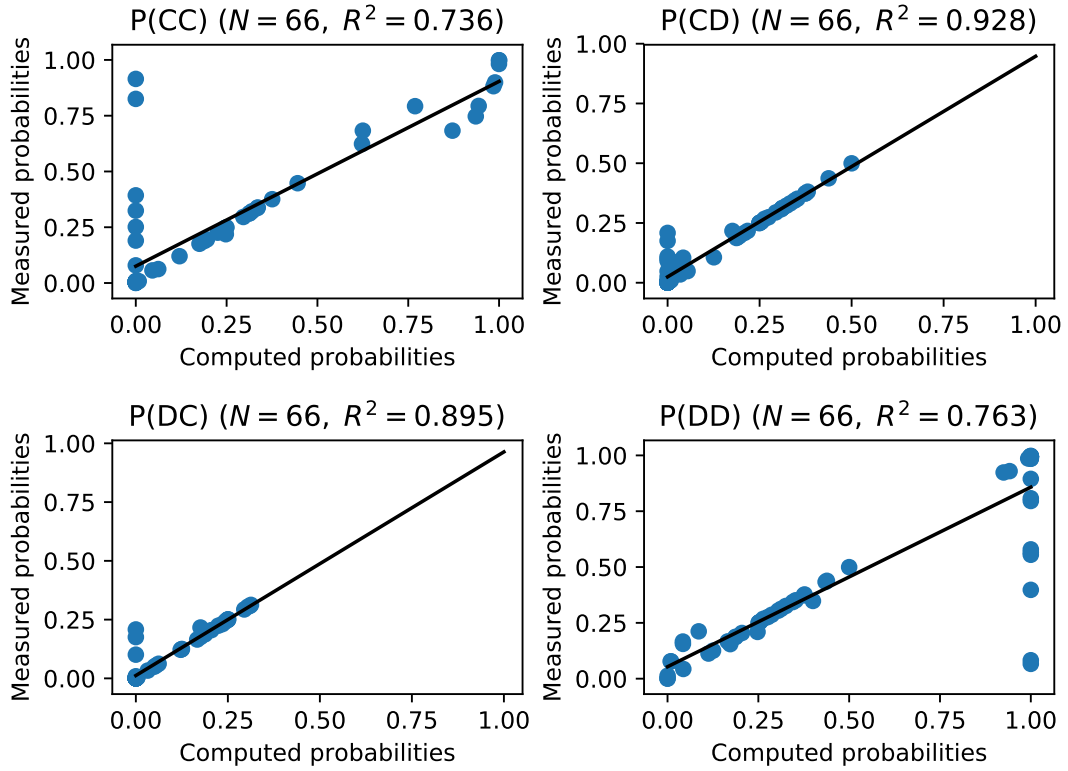 P(CC) (N = 66, R² = 0.736)
Measured probabilities
1.00
0.75
0.50
0.25
0.00
0.00 0.25 0.50 0.75 1.00
Computed probabilities
P(CD) (N = 66, R² = 0.928)
Measured probabilities
1.00
0.75
0.50
0.25
0.00
0.00 0.25 0.50 0.75 1.00
Computed probabilities
P(DC) (N = 66, R² = 0.895)
Measured probabilities
1.00
0.75
0.50
0.25
0.00
0.00 0.25 0.50 0.75 1.00
Computed probabilities
P(DD) (N = 66, R² = 0.763)
Measured probabilities
1.00
0.75
0.50
0.25
0.00
0.00 0.25 0.50 0.75 1.00
Computed probabilities